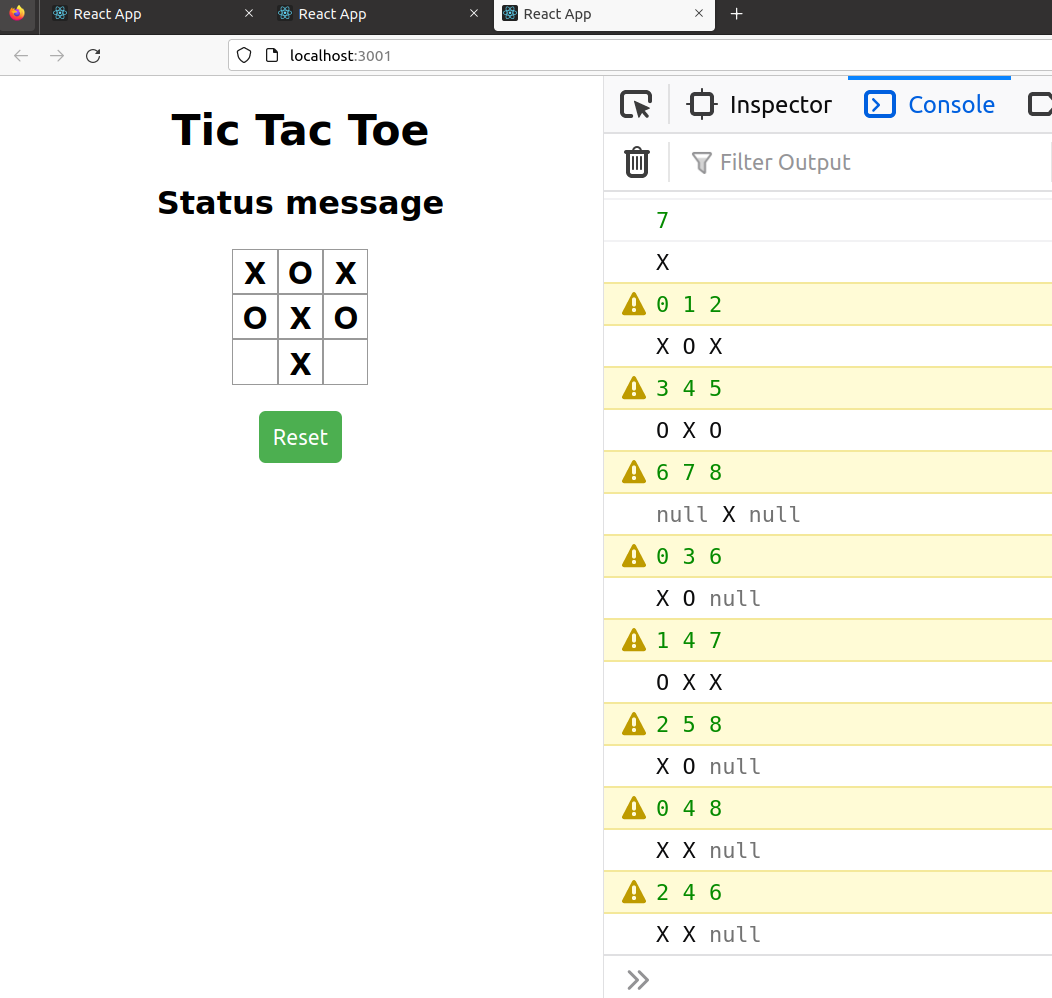 React App React App React App
localhost:3001
Tic Tac Toe
Status message
X O X
O X O
X
Reset
Inspector Console
Filter Output
7
X
0 1 2
X O X
3 4 5
O X O
6 7 8
null X null
0 3 6
X O null
1 4 7
O X X
2 5 8
X O null
0 4 8
X X null
2 4 6
X X null